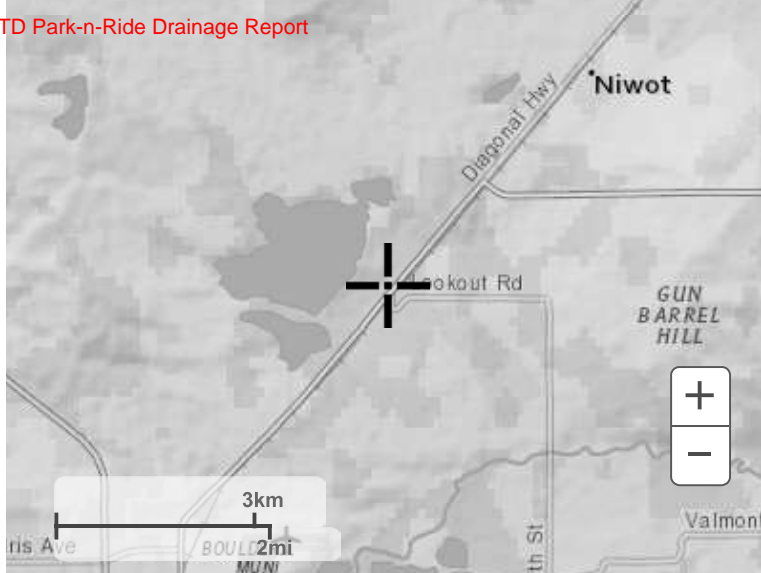 TD Park-n-Ride Drainage Report
Niwot
Diagonal Hwy
Lookout Rd
GUN
BARREL
HILL
+
−
3km
2mi
ris Ave
BOULD
MUNI
th St
Valmont